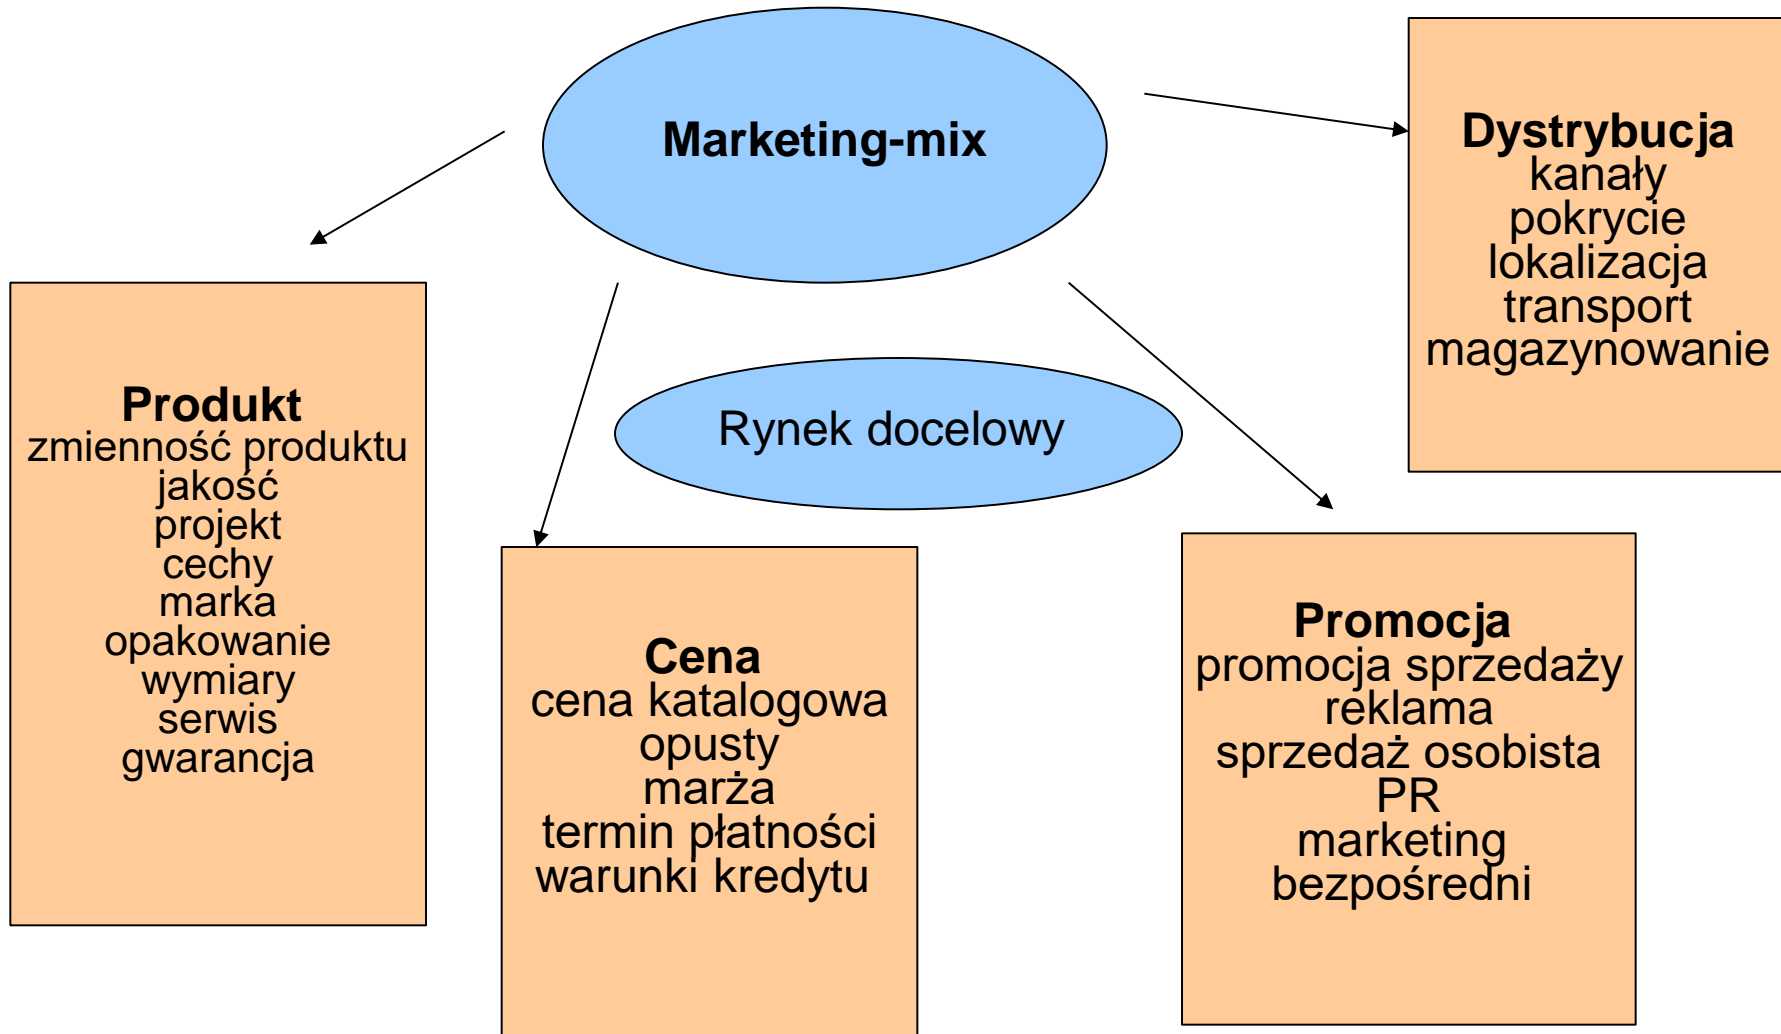 Marketing-mix
Dystrybucja
kanały
pokrycie
lokalizacja
transport
magazynowanie
Produkt
zmienność produktu
jakość
projekt
cechy
marka
opakowanie
wymiary
serwis
gwarancja
Rynek docelowy
Cena
cena katalogowa
opusty
marża
termin płatności
warunki kredytu
Promocja
promocja sprzedaży
reklama
sprzedaż osobista
PR
marketing
bezpośredni